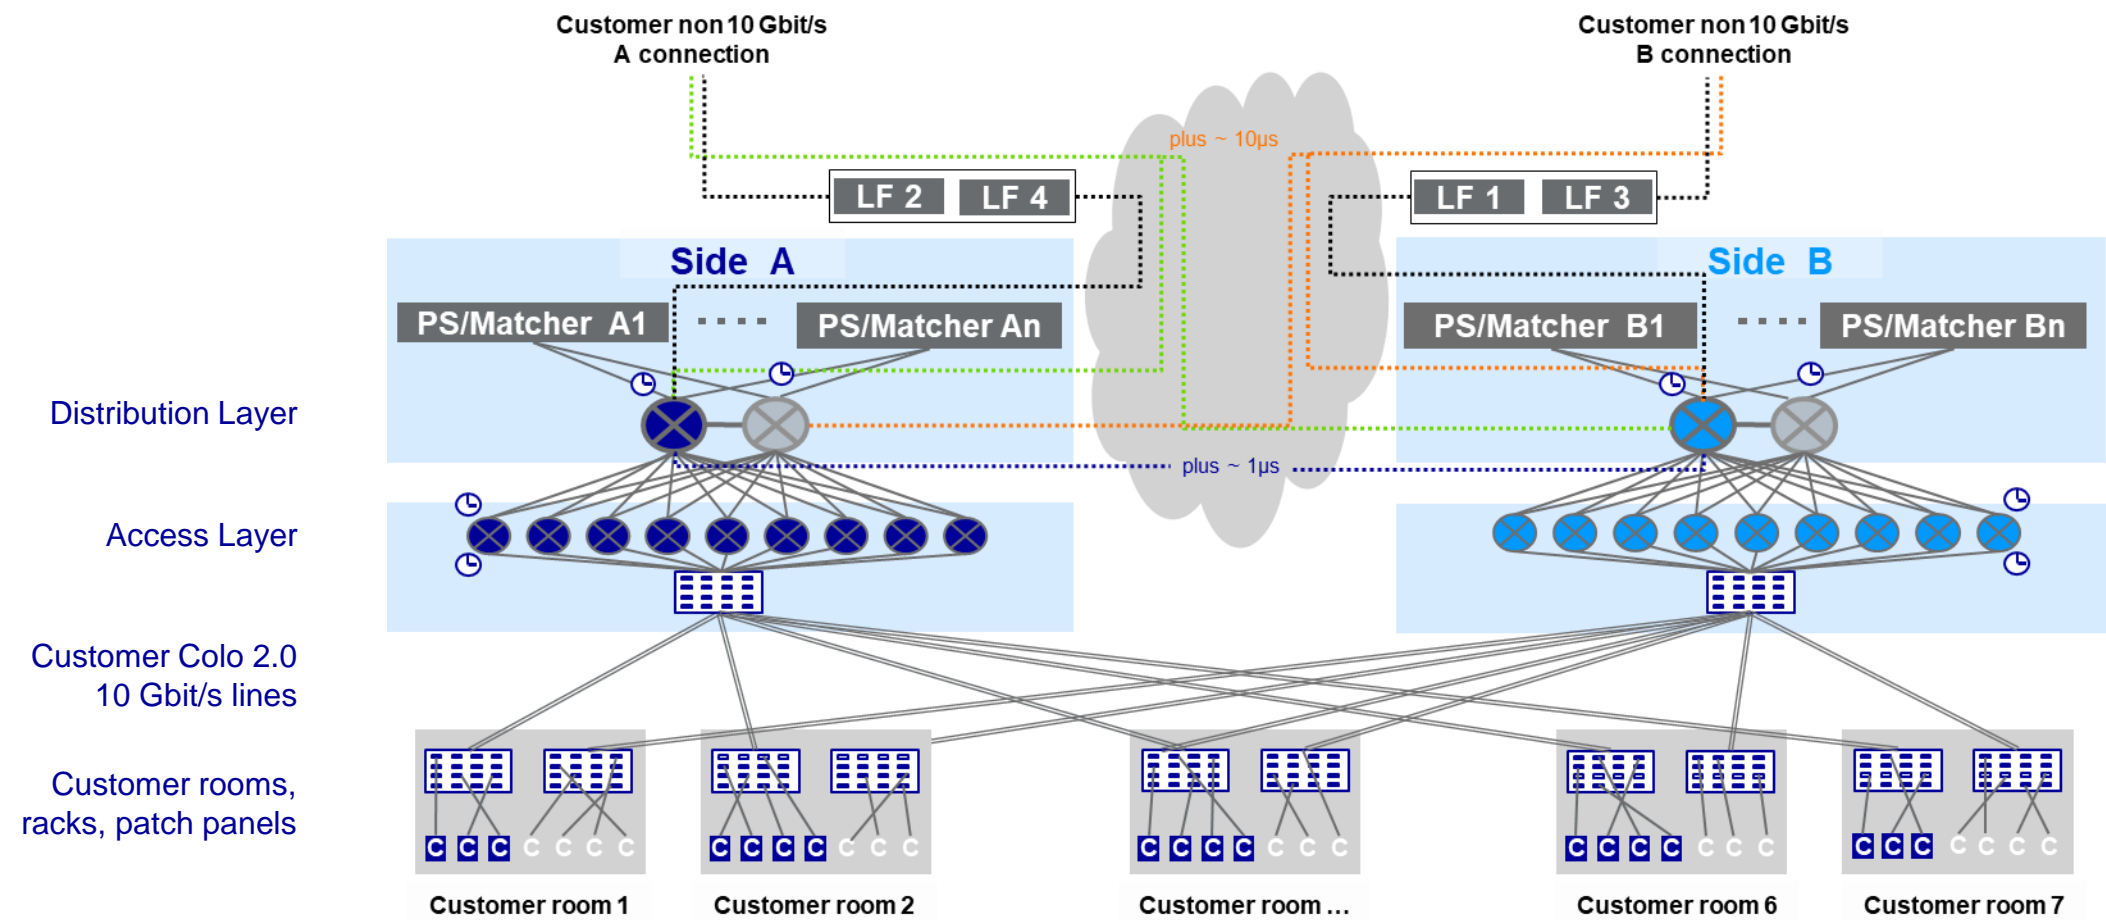 Customer non 10 Gbit/s
A connection
Customer non 10 Gbit/s
B connection
plus ~ 10µs
LF 2
LF 4
LF 1
LF 3
Side A
Side B
PS/Matcher A1
PS/Matcher An
PS/Matcher B1
PS/Matcher Bn
Distribution Layer
plus ~ 1µs
Access Layer
Customer Colo 2.0
10 Gbit/s lines
Customer rooms,
racks, patch panels
C C C C C C C
C C C C C C C
C C C C C C C
C C C C C C C
C C C C C C C
Customer room 1
Customer room 2
Customer room ...
Customer room 6
Customer room 7